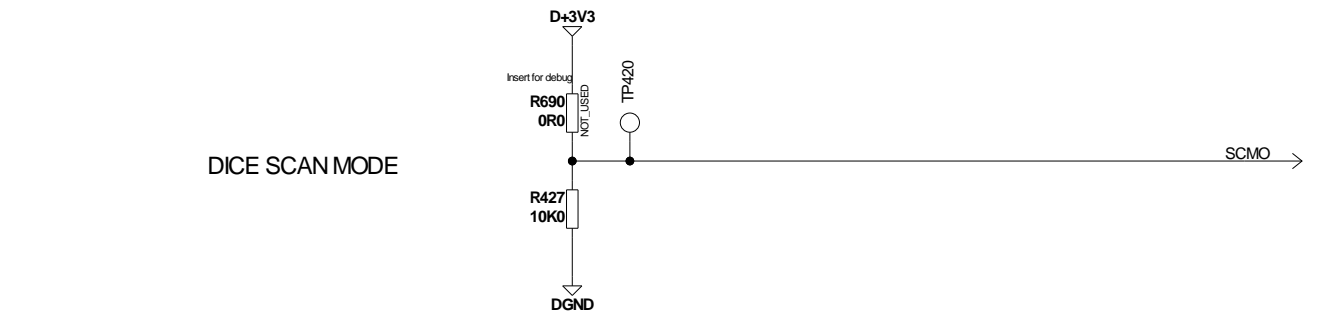 D+3V3
Insert for debug
R690
0R0
NOT_USED
TP420
DICE SCAN MODE
SCMO
R427
10K0
DGND